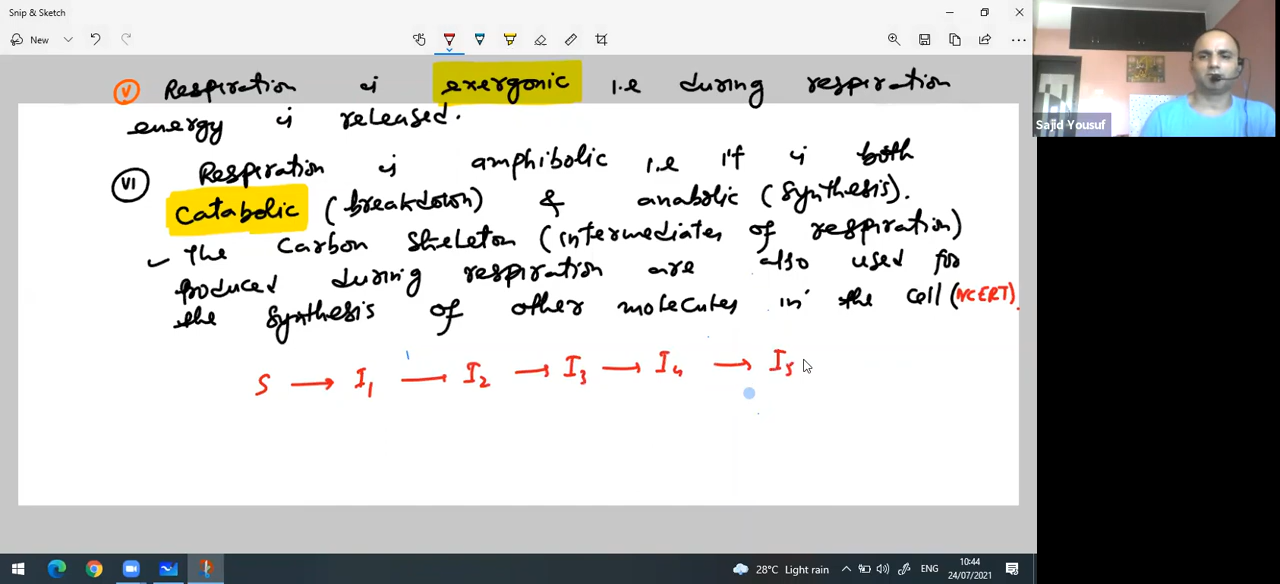 Snip & Sketch
New
V Respiration is exergonic i.e during respiration
energy is released.
VI Respiration is amphibolic i.e it is both
Catabolic (breakdown) & anabolic (synthesis).
The carbon skeleton (intermediates of respiration)
produced during respiration are also used for
the synthesis of other molecules in the cell (NCERT).
S → I1 → I2 → I3 → I4 → I5
Sajid Yousuf
28°C Light rain
ENG
10:44
24/07/2021